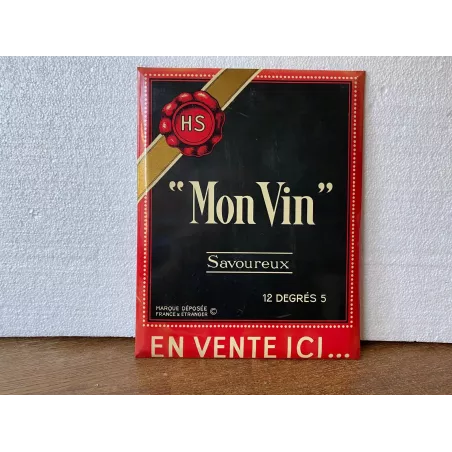 HS
“Mon Vin”
Savoureux
12 DEGRÉS 5
MARQUE DÉPOSÉE
FRANCE & ÉTRANGER ©
EN VENTE ICI...